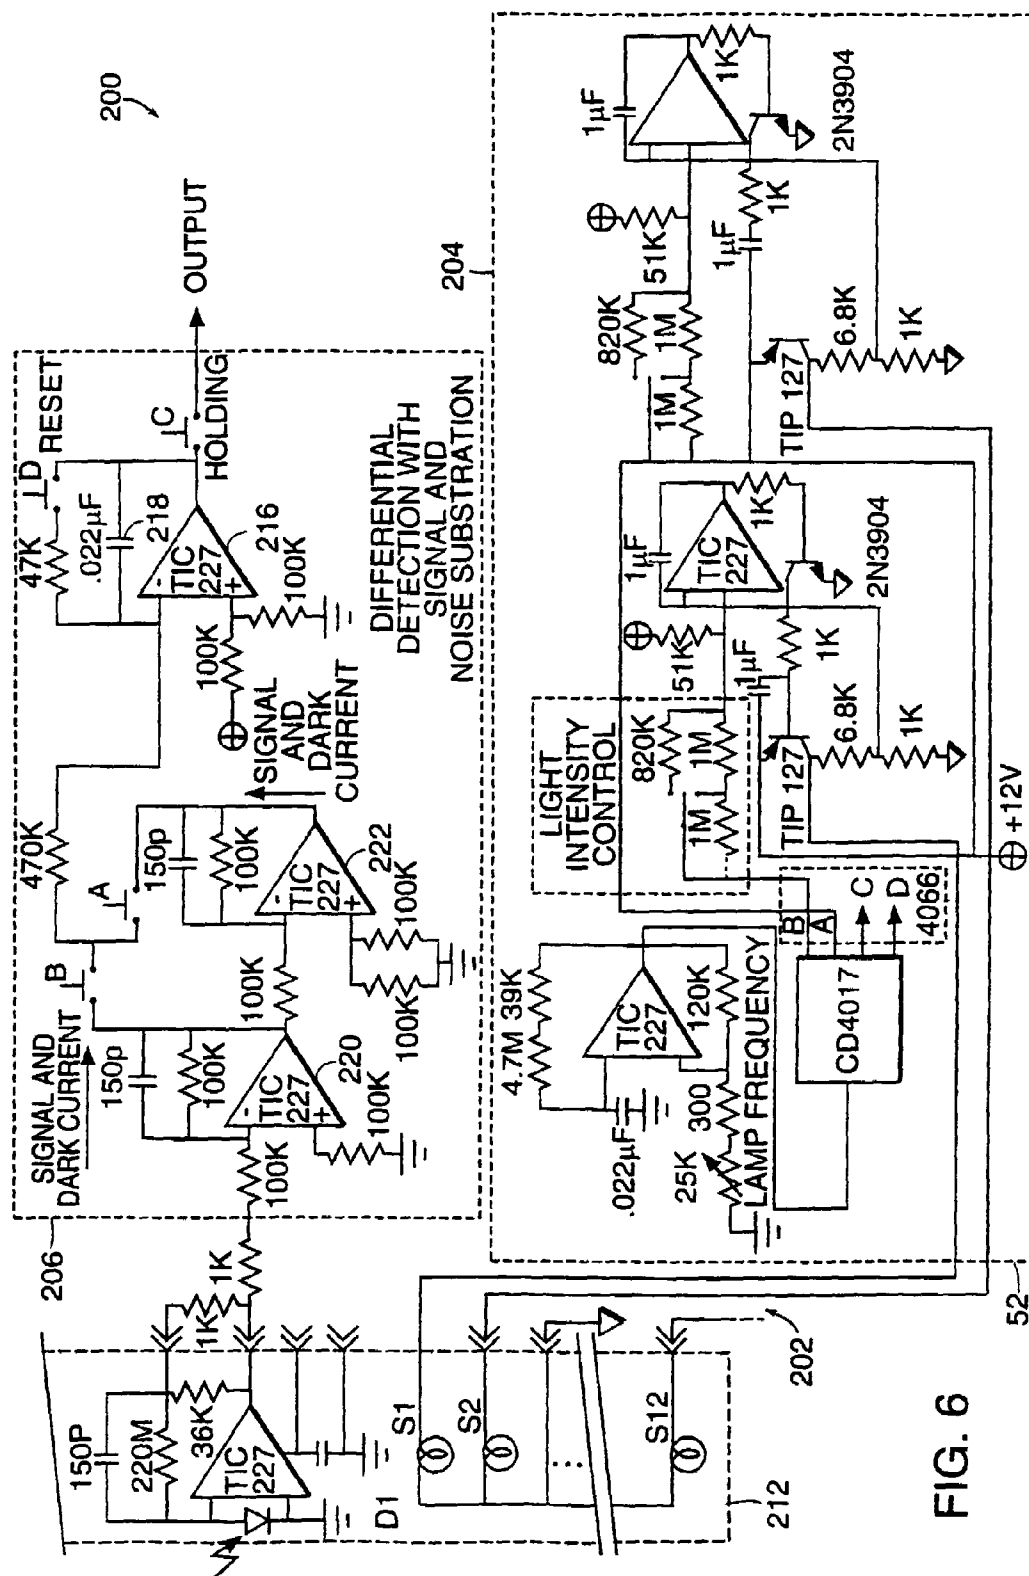 200
RESET
D
47K
.022µF
218
-
TIC
227
+
216
C
HOLDING
OUTPUT
100K
100K
470K
A
B
150p
100K
-
TIC
227
+
222
SIGNAL
AND
DARK
CURRENT
DIFFERENTIAL
DETECTION WITH
SIGNAL AND
NOISE SUBSTRATION
100K
100K
100K
SIGNAL AND
DARK CURRENT
150p
100K
-
TIC
227
+
220
100K
100K
206
1K
1K
150P
220M
36K
TIC
227
D1
S1
S2
...
S12
202
212
204
1µF
1K
2N3904
51K
1µF
1K
820K
1M
1M
TIP 127
6.8K
1K
1µF
TIC
227
1K
2N3904
51K
1µF
1K
LIGHT
INTENSITY
CONTROL
820K
1M
1M
TIP 127
6.8K
1K
+12V
B
A
C
D
4066
CD4017
4.7M
39K
TIC
227
120K
.022µF
300
25K
LAMP FREQUENCY
52
FIG. 6